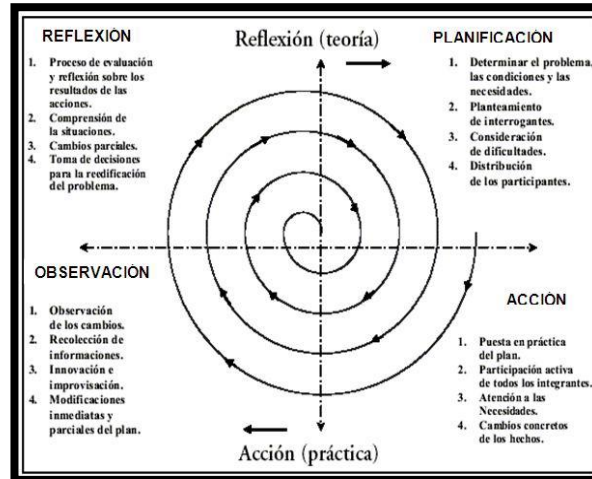 REFLEXIÓN
1. Proceso de evaluación
y reflexión sobre los
resultados de las
acciones.
2. Comprensión de
la situaciones.
3. Cambios parciales.
4. Toma de decisiones
para la reedificación
del problema.
Reflexión (teoría)
PLANIFICACIÓN
1. Determinar el problema,
las condiciones y las
necesidades.
2. Planteamiento
de interrogantes.
3. Consideración
de dificultades.
4. Distribución
de los participantes.
OBSERVACIÓN
1. Observación
de los cambios.
2. Recolección de
informaciones.
3. Innovación e
improvisación.
4. Modificaciones
inmediatas y
parciales del plan.
ACCIÓN
1. Puesta en práctica
del plan.
2. Participación activa
de todos los integrantes.
3. Atención a las
Necesidades.
4. Cambios concretos
de los hechos.
Acción (práctica)